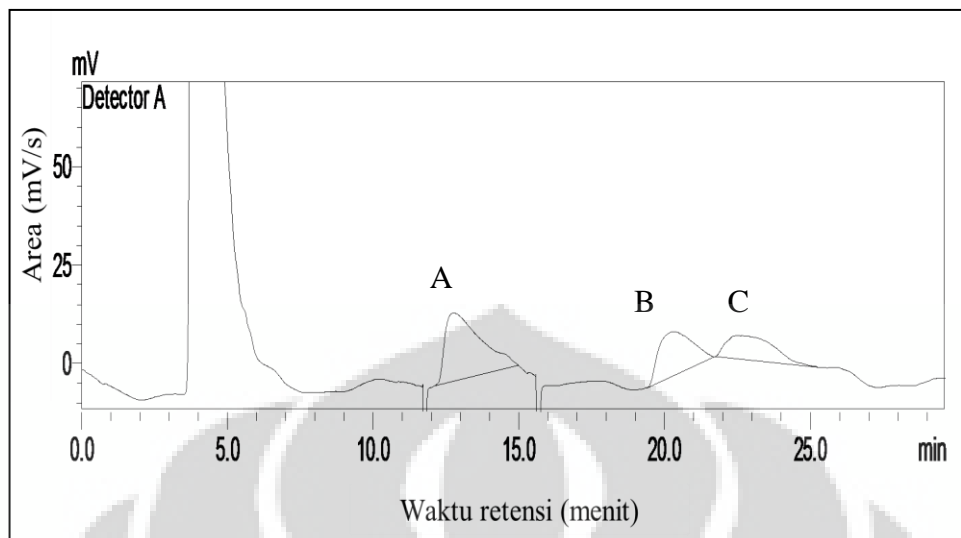 mV
Detector A
50
25
0
Area (mV/s)
A
B
C
0.0 5.0 10.0 15.0 20.0 25.0 min
Waktu retensi (menit)